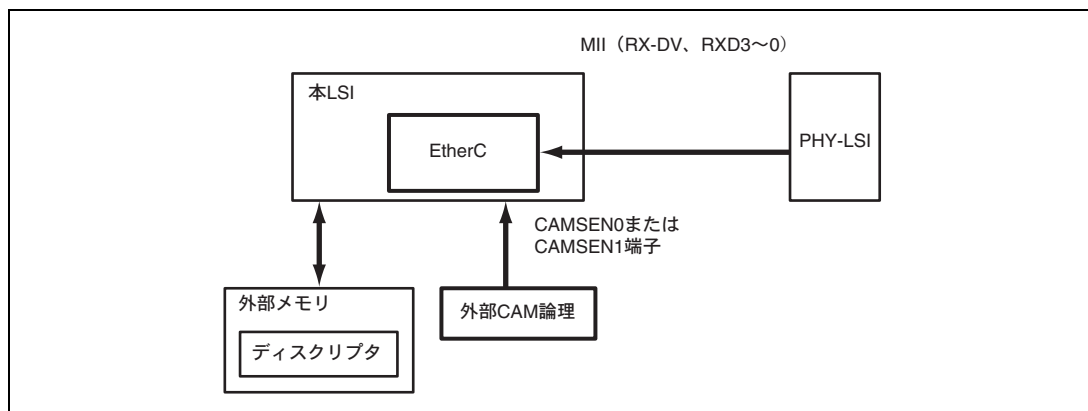 MII（RX-DV、RXD3～0）
本LSI
EtherC
PHY-LSI
CAMSEN0または
CAMSEN1端子
外部メモリ
ディスクリプタ
外部CAM論理